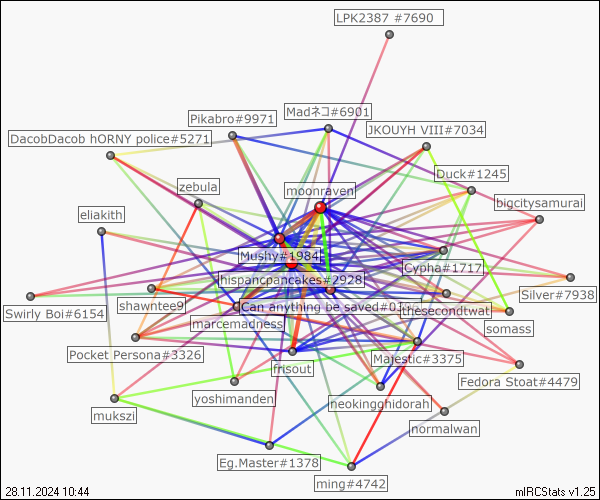 LPK2387 #7690
Madネコ#6901
Pikabro#9971
JKOUYH VIII#7034
DacobDacob hORNY police#5271
Duck#1245
zebula
moonraven
bigcitysamurai
eliakith
Mushy#1984
Cypha#1717
hispancpancakes#2928
Silver#7938
shawntee9
Can anything be saved
thesecondtwat
Swirly Boi#6154
marcemadness
somass
Pocket Persona#3326
Majestic#3375
frisout
Fedora Stoat#4479
yoshimanden
neokingghidorah
mukszi
normalwan
Eg.Master#1378
ming#4742
28.11.2024 10:44
mIRCStats v1.25